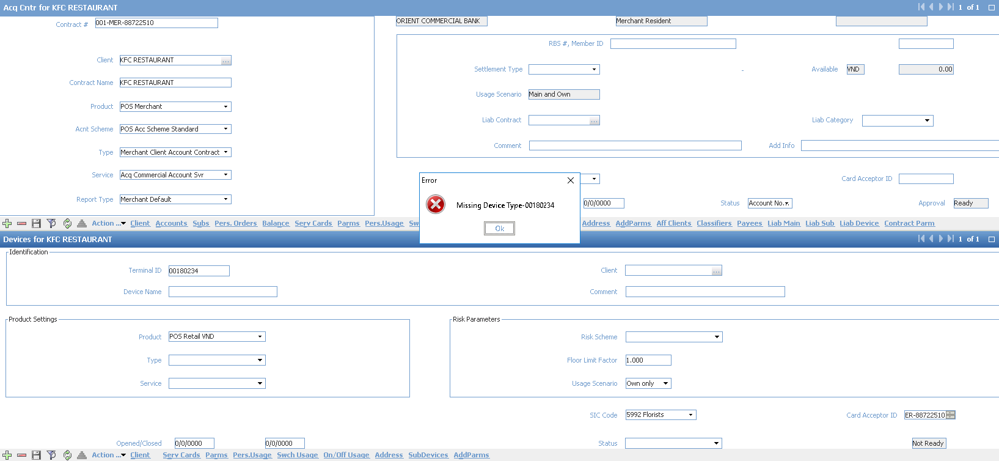 Acq Cntr for KFC RESTAURANT
1 of 1
Contract # 001-MER-88722510
ORIENT COMMERCIAL BANK
Merchant Resident
RBS #, Member ID
Client KFC RESTAURANT ...
Settlement Type
-
Available VND 0.00
Contract Name KFC RESTAURANT
Usage Scenario Main and Own
Product POS Merchant
Liab Contract ...
Liab Category
Acnt Scheme POS Acc Scheme Standard
Comment
Add Info
Type Merchant Client Account Contract
Service Acq Commercial Account Svr
Card Acceptor ID
Report Type Merchant Default
0/0/0000
Status Account No...
Approval Ready
Error
Missing Device Type-00180234
Ok
Action ... Client Accounts Subs Pers. Orders Balance Serv Cards Parms Pers.Usage Sw
Address AddParms Aff Clients Classifiers Payees Liab Main Liab Sub Liab Device Contract Parm
Devices for KFC RESTAURANT
1 of 1
Identification
Terminal ID 00180234
Client ...
Device Name
Comment
Product Settings
Risk Parameters
Product POS Retail VND
Risk Scheme
Type
Floor Limit Factor 1.000
Service
Usage Scenario Own only
SIC Code 5992 Florists
Card Acceptor ID ER-88722510
Opened/Closed 0/0/0000 0/0/0000
Status
Not Ready
Action ... Client Serv Cards Parms Pers.Usage Swch Usage On/Off Usage Address SubDevices AddParms